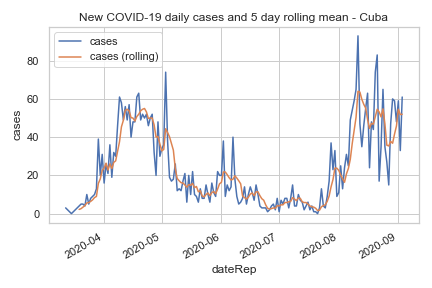 New COVID-19 daily cases and 5 day rolling mean - Cuba
cases
cases (rolling)
80
60
40
20
0
cases
2020-04
2020-05
2020-06
2020-07
2020-08
2020-09
dateRep